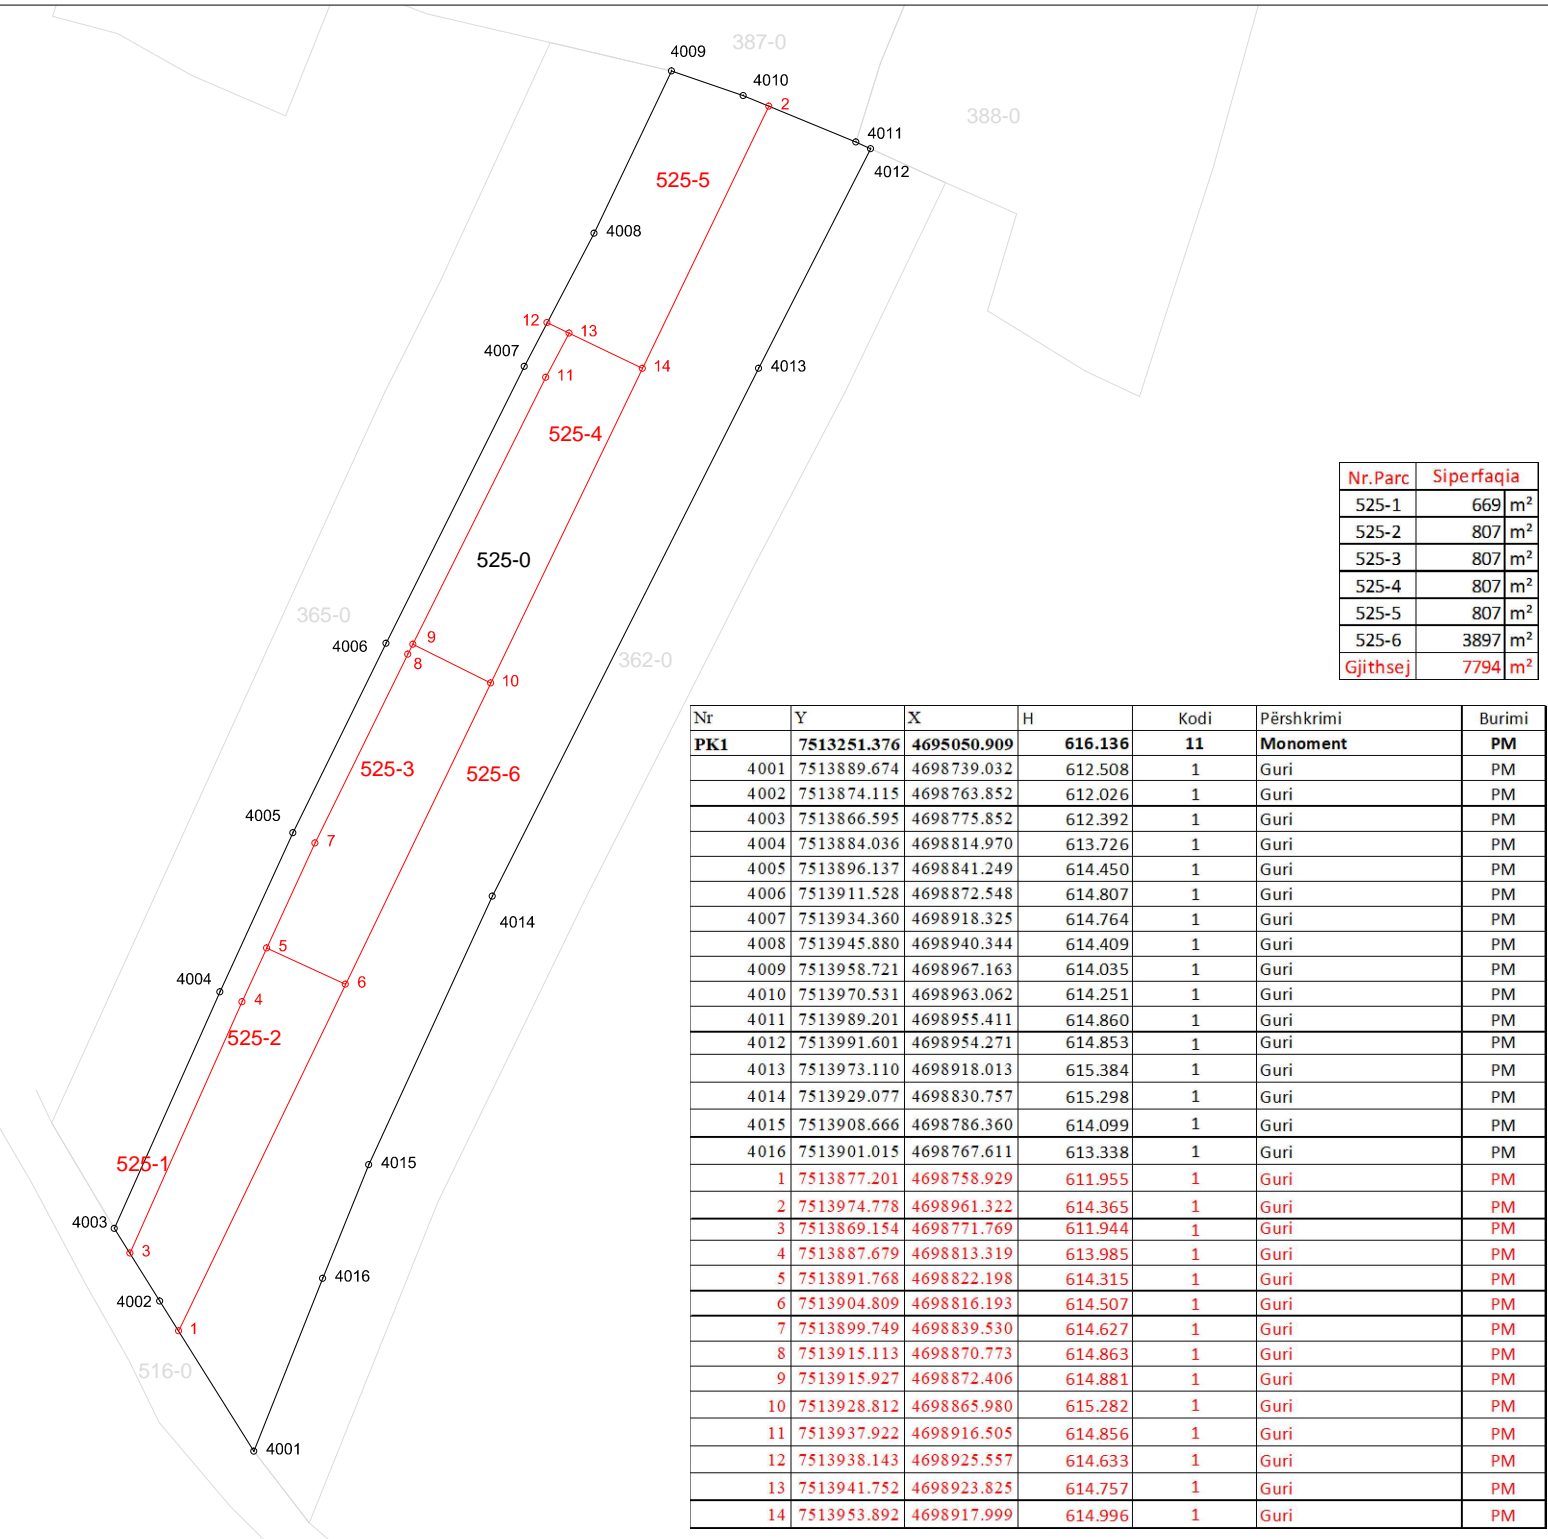 387-0
4009
4010
2
388-0
4011
4012
525-5
4008
12
13
4007
14
4013
11
525-4
525-0
365-0
4006
9
8
362-0
10
525-3
525-6
4005
7
4014
5
4004
6
4
525-2
525-1
4015
4003
3
4016
4002
1
516-0
4001
Nr.Parc Siperfaqia
525-1 669 m²
525-2 807 m²
525-3 807 m²
525-4 807 m²
525-5 807 m²
525-6 3897 m²
Gjithsej 7794 m²
Nr Y X H Kodi Përshkrimi Burimi
PK1 7513251.376 4695050.909 616.136 11 Monoment PM
4001 7513889.674 4698739.032 612.508 1 Guri PM
4002 7513874.115 4698763.852 612.026 1 Guri PM
4003 7513866.595 4698775.852 612.392 1 Guri PM
4004 7513884.036 4698814.970 613.726 1 Guri PM
4005 7513896.137 4698841.249 614.450 1 Guri PM
4006 7513911.528 4698872.548 614.807 1 Guri PM
4007 7513934.360 4698918.325 614.764 1 Guri PM
4008 7513945.880 4698940.344 614.409 1 Guri PM
4009 7513958.721 4698967.163 614.035 1 Guri PM
4010 7513970.531 4698963.062 614.251 1 Guri PM
4011 7513989.201 4698955.411 614.860 1 Guri PM
4012 7513991.601 4698954.271 614.853 1 Guri PM
4013 7513973.110 4698918.013 615.384 1 Guri PM
4014 7513929.077 4698830.757 615.298 1 Guri PM
4015 7513908.666 4698786.360 614.099 1 Guri PM
4016 7513901.015 4698767.611 613.338 1 Guri PM
1 7513877.201 4698758.929 611.955 1 Guri PM
2 7513974.778 4698961.322 614.365 1 Guri PM
3 7513869.154 4698771.769 611.944 1 Guri PM
4 7513887.679 4698813.319 613.985 1 Guri PM
5 7513891.768 4698822.198 614.315 1 Guri PM
6 7513904.809 4698816.193 614.507 1 Guri PM
7 7513899.749 4698839.530 614.627 1 Guri PM
8 7513915.113 4698870.773 614.863 1 Guri PM
9 7513915.927 4698872.406 614.881 1 Guri PM
10 7513928.812 4698865.980 615.282 1 Guri PM
11 7513937.922 4698916.505 614.856 1 Guri PM
12 7513938.143 4698925.557 614.633 1 Guri PM
13 7513941.752 4698923.825 614.757 1 Guri PM
14 7513953.892 4698917.999 614.996 1 Guri PM